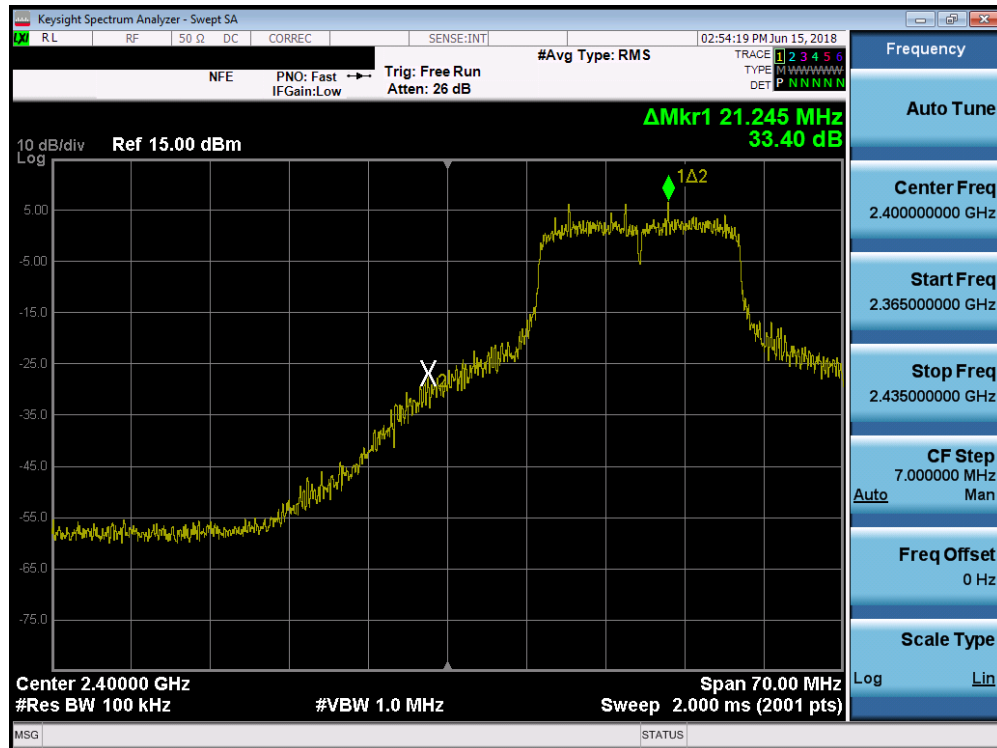 Keysight Spectrum Analyzer - Swept SA
LXI RL RF 50 Ω DC CORREC SENSE:INT 02:54:19 PM Jun 15, 2018
NFE PNO: Fast Trig: Free Run #Avg Type: RMS TRACE 1 2 3 4 5 6
IFGain:Low Atten: 26 dB TYPE M WWWWW
DET P N N N N N
ΔMkr1 21.245 MHz
33.40 dB
10 dB/div Ref 15.00 dBm
Log
1Δ2
5.00
-5.00
-15.0
-25.0
X2
-35.0
-45.0
-55.0
-65.0
-75.0
Center 2.40000 GHz Span 70.00 MHz
#Res BW 100 kHz #VBW 1.0 MHz Sweep 2.000 ms (2001 pts)
MSG STATUS
Frequency
Auto Tune
Center Freq
2.400000000 GHz
Start Freq
2.365000000 GHz
Stop Freq
2.435000000 GHz
CF Step
7.000000 MHz
Auto Man
Freq Offset
0 Hz
Scale Type
Log Lin